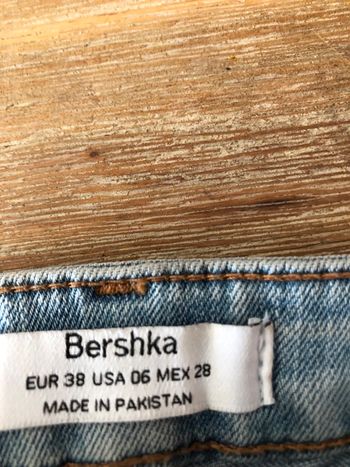 Bershka
EUR 38 USA 06 MEX 28
MADE IN PAKISTAN